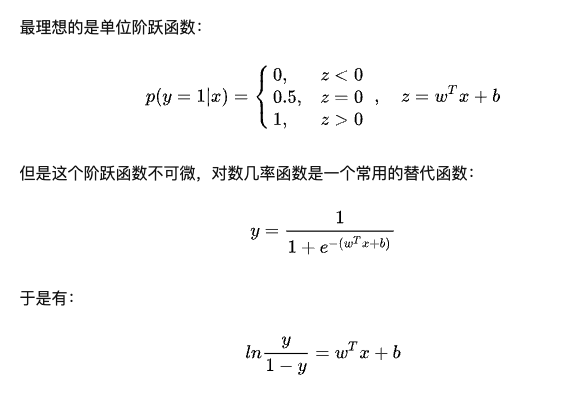 最理想的是单位阶跃函数：
p(y = 1|x) = { 0, z < 0
0.5, z = 0 , z = w^T x + b
1, z > 0
但是这个阶跃函数不可微，对数几率函数是一个常用的替代函数：
y = 1 / (1 + e^{-(w^T x+b)})
于是有：
ln y / (1 − y) = w^T x + b